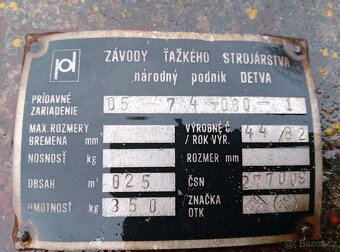 ZÁVODY ŤAŽKÉHO STROJÁRSTVA
národný podnik DETVA
PRÍDAVNÉ ZARIADENIE 05 74-000-1
MAX. ROZMERY BREMENA mm
VÝROBNÉ Č. / ROK VÝR. 44/82
NOSNOSŤ kg
ROZMER mm
OBSAH m³ 025
ČSN 277009
HMOTNOSŤ kg 350
ZNAČKA OTK